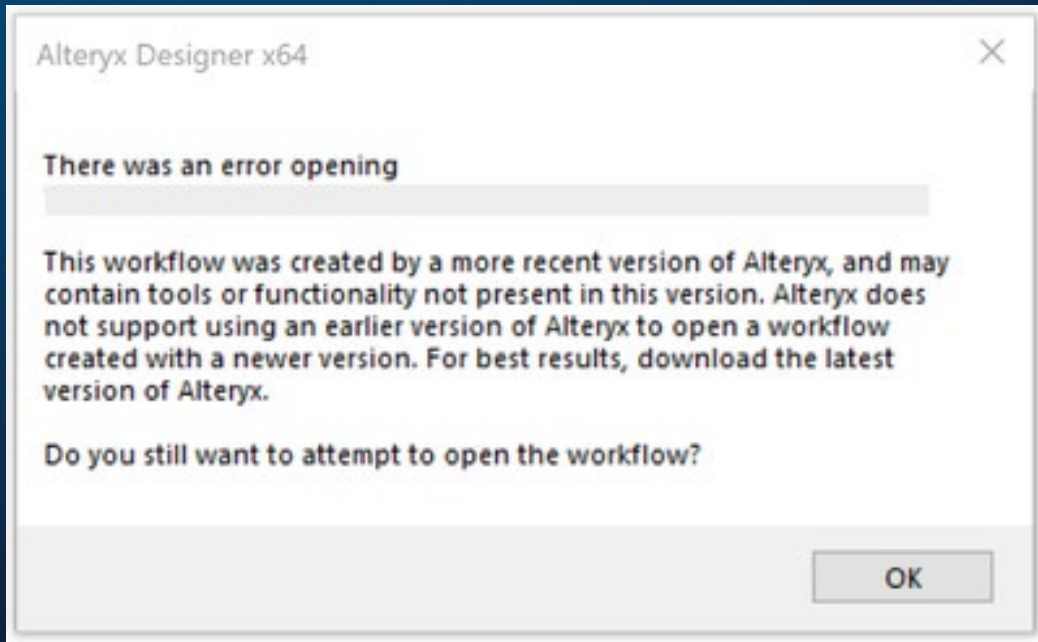 Alteryx Designer x64
There was an error opening
This workflow was created by a more recent version of Alteryx, and may
contain tools or functionality not present in this version. Alteryx does
not support using an earlier version of Alteryx to open a workflow
created with a newer version. For best results, download the latest
version of Alteryx.
Do you still want to attempt to open the workflow?
OK